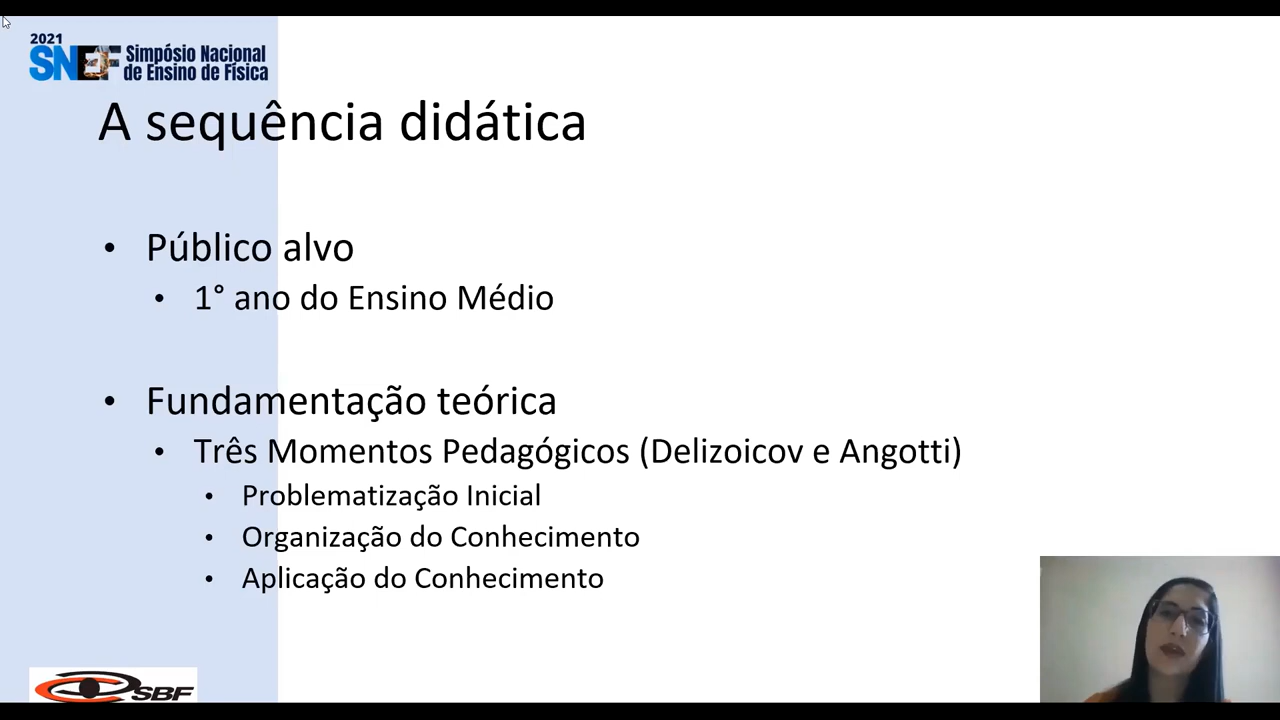 2021
SNEF Simpósio Nacional
de Ensino de Física
A sequência didática
• Público alvo
• 1° ano do Ensino Médio
• Fundamentação teórica
• Três Momentos Pedagógicos (Delizoicov e Angotti)
• Problematização Inicial
• Organização do Conhecimento
• Aplicação do Conhecimento
SBF